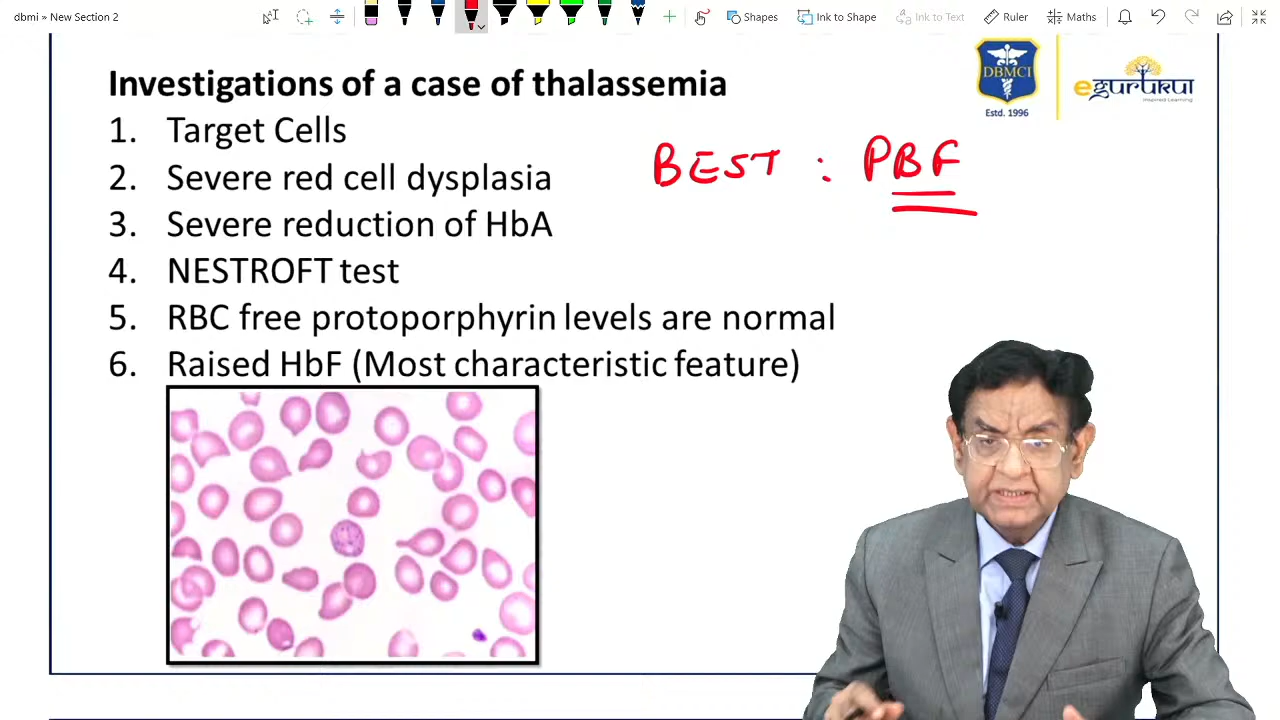 dbmi » New Section 2
Shapes
Ink to Shape
Ink to Text
Ruler
Maths
Investigations of a case of thalassemia
DBMCI
Estd. 1996
egurukul
Inspired Learning
1. Target Cells
BEST : PBF
2. Severe red cell dysplasia
3. Severe reduction of HbA
4. NESTROFT test
5. RBC free protoporphyrin levels are normal
6. Raised HbF (Most characteristic feature)